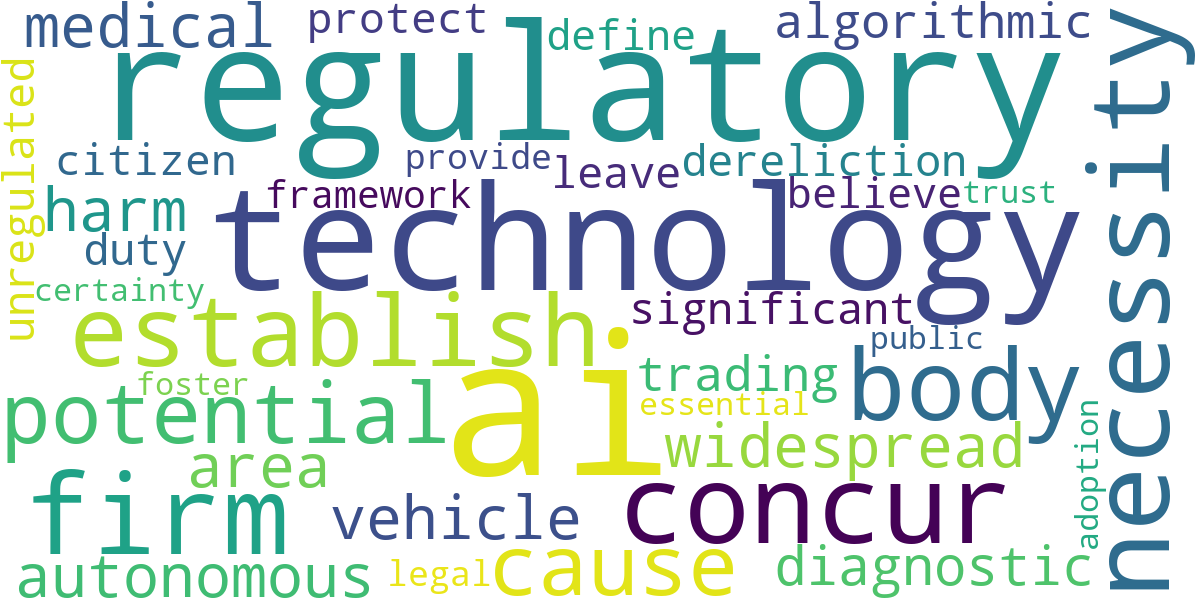 medical
protect
define
algorithmic
regulatory
necessity
unregulated
citizen
provide
leave
dereliction
framework
believe
trust
harm
technology
duty
certainty
establish
significant
public
ai
foster
potential
trading
essential
body
area
widespread
adoption
firm
vehicle
concur
autonomous
legal
cause
diagnostic